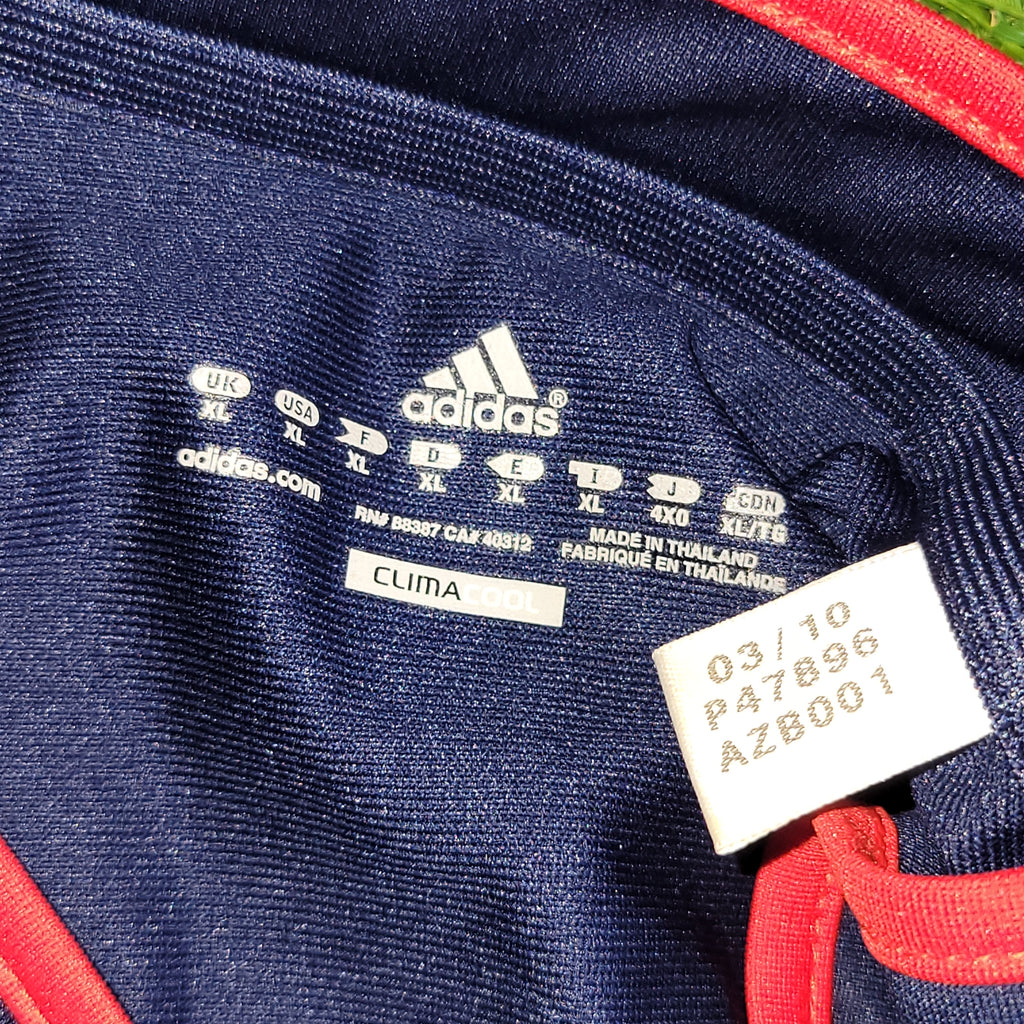 adidas®
UK USA F D E I J CDN
XL XL XL XL XL XL 4XO XL/TG
adidas.com
RN# 88387 CA# 40312
MADE IN THAILAND
FABRIQUÉ EN THAÏLANDE
CLIMACOOL
03/10
P47896
AZB001